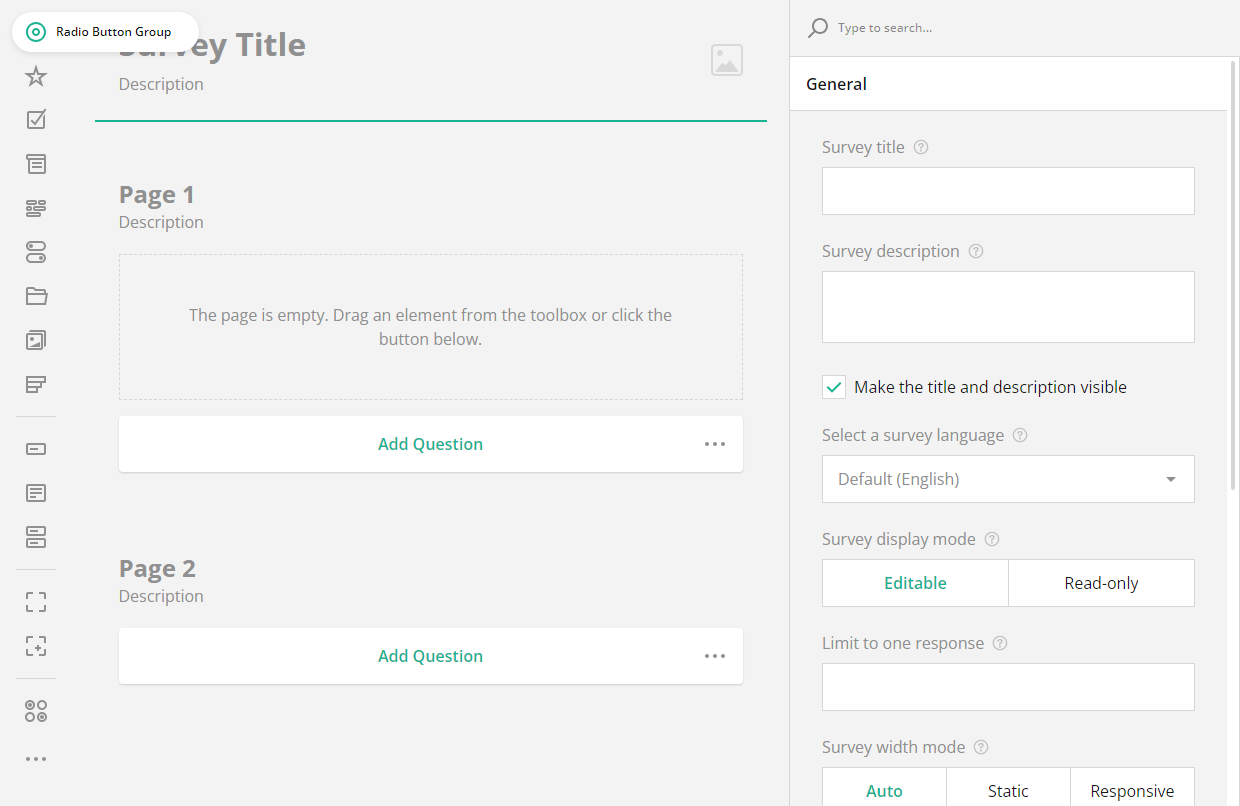 Radio Button Group
Survey Title
Description
Page 1
Description
The page is empty. Drag an element from the toolbox or click the
button below.
Add Question
Page 2
Description
Add Question
Type to search...
General
Survey title
Survey description
Make the title and description visible
Select a survey language
Default (English)
Survey display mode
Editable
Read-only
Limit to one response
Survey width mode
Auto
Static
Responsive